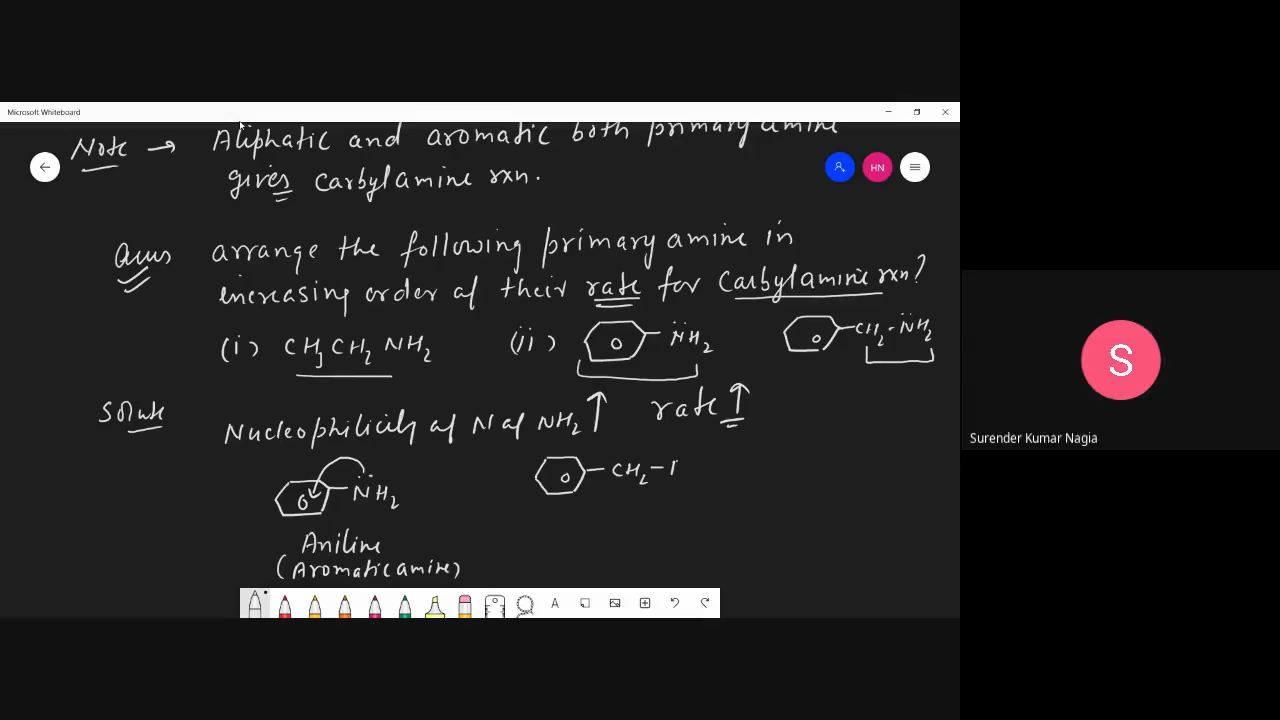 Microsoft Whiteboard
Note → Aliphatic and aromatic both primary amine
gives carbylamine rxn.
HN
Ques arrange the following primary amine in
increasing order of their rate for Carbylamine rxn?
(i) CH3CH2NH2 (ii) NH2 CH2-NH2
Nucleophilicity of N of NH2 ↑ rate ↑
NH2 CH2-
Aniline
(Aromatic amine)
A
S
Surender Kumar Nagia